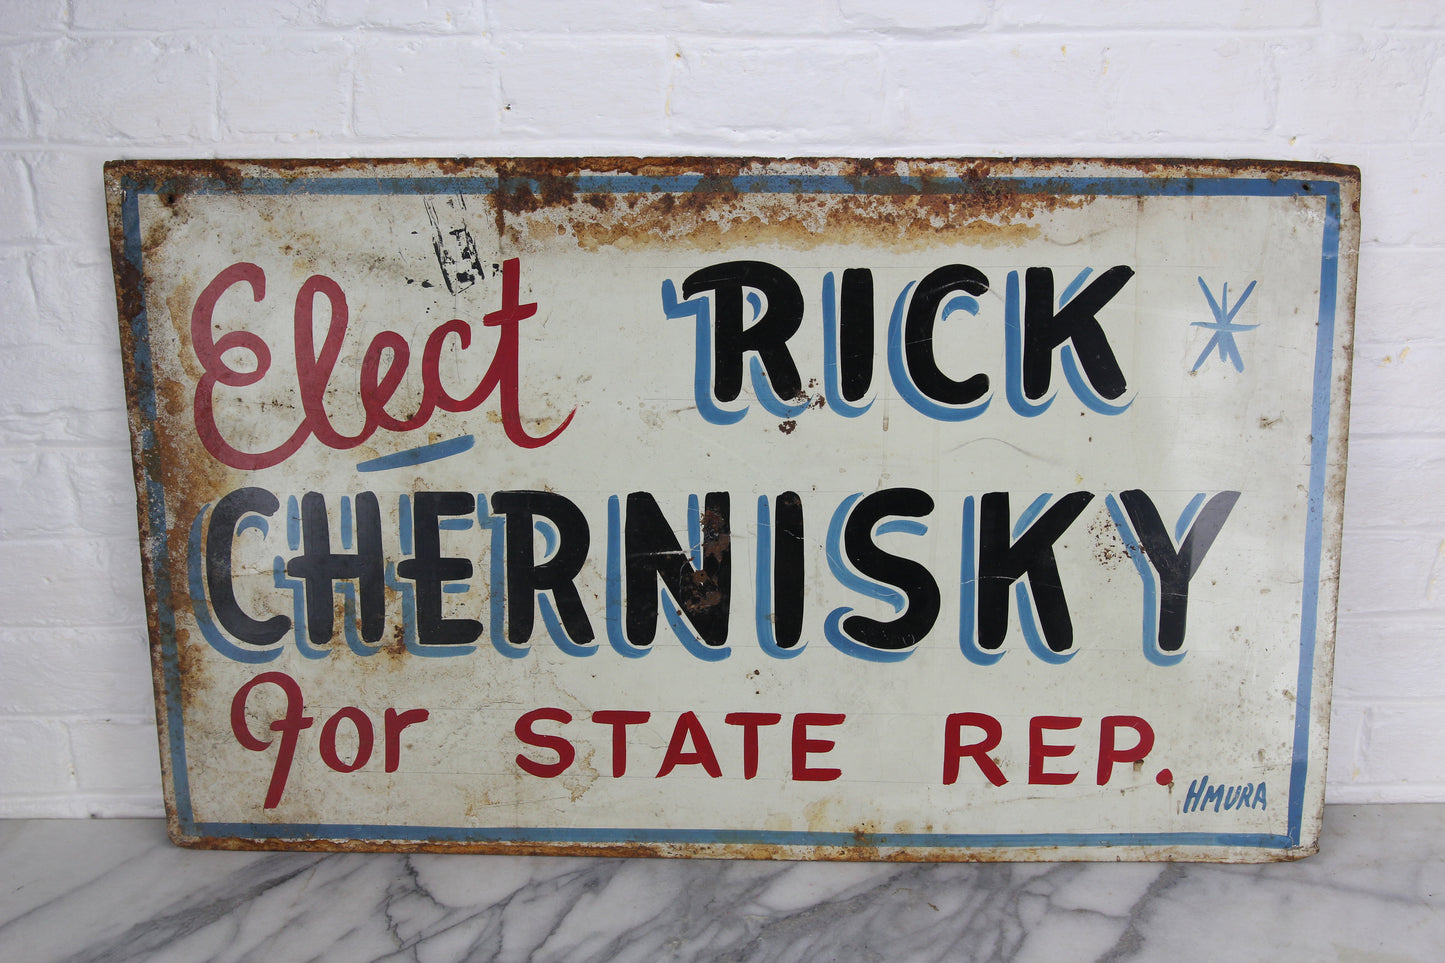 Elect RICK *
CHERNISKY
for STATE REP.
HMURA